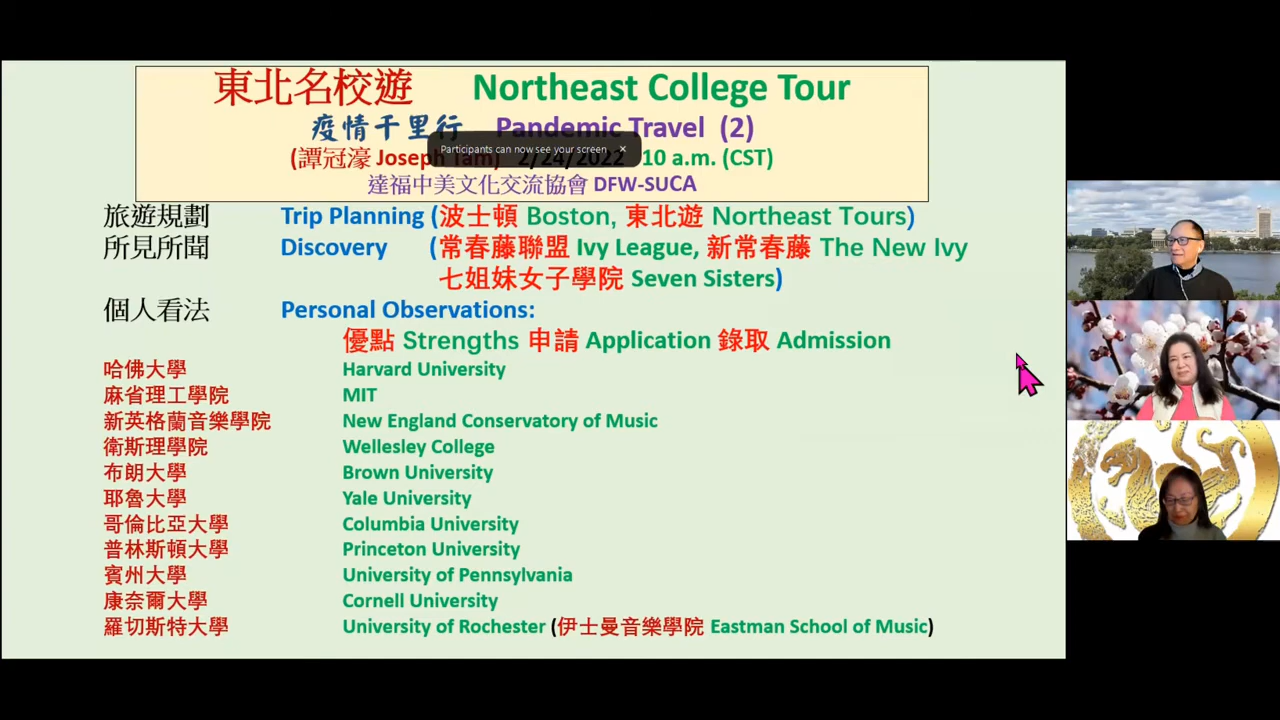 東北名校遊 Northeast College Tour
疫情千里行 Pandemic Travel (2)
Participants can now see your screen ×
(譚冠濠 Joseph Tam) 2/24/2022 10 a.m. (CST)
達福中美文化交流協會 DFW-SUCA
旅遊規劃 Trip Planning (波士頓 Boston, 東北遊 Northeast Tours)
所見所聞 Discovery (常春藤聯盟 Ivy League, 新常春藤 The New Ivy
七姐妹女子學院 Seven Sisters)
個人看法 Personal Observations:
優點 Strengths 申請 Application 錄取 Admission
哈佛大學 Harvard University
麻省理工學院 MIT
新英格蘭音樂學院 New England Conservatory of Music
衛斯理學院 Wellesley College
布朗大學 Brown University
耶魯大學 Yale University
哥倫比亞大學 Columbia University
普林斯頓大學 Princeton University
賓州大學 University of Pennsylvania
康奈爾大學 Cornell University
羅切斯特大學 University of Rochester (伊士曼音樂學院 Eastman School of Music)